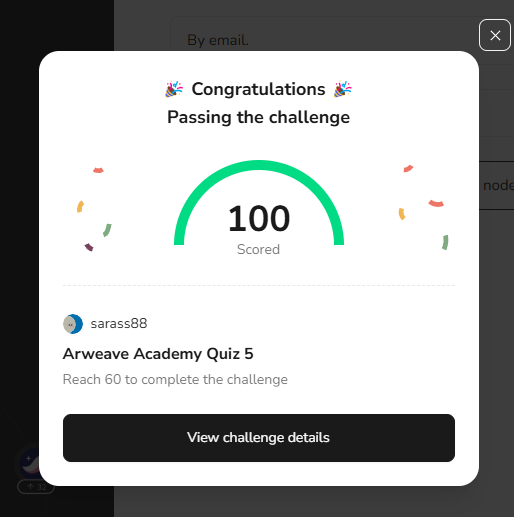 By email.
Congratulations
Passing the challenge
node
100
Scored
sarass88
Arweave Academy Quiz 5
Reach 60 to complete the challenge
View challenge details